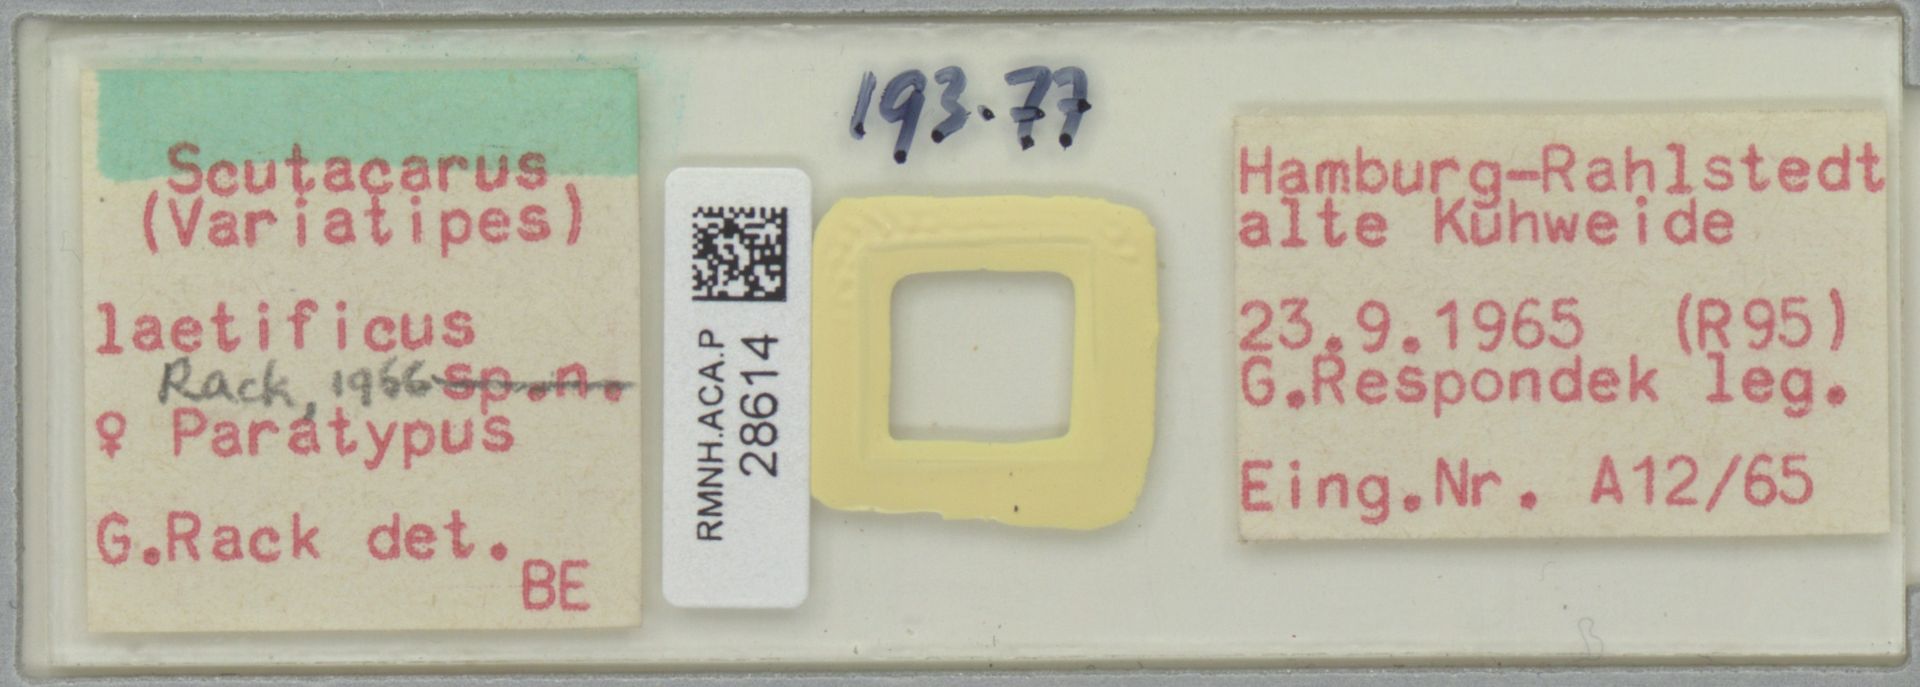 Scutacarus
(Variatipes)
laetificus
Rack, 1966 sp.n.
♀ Paratypus
G.Rack det.
BE
193.77
RMNH.ACA.P
28614
Hamburg-Rahlstedt
alte Kuhweide
23.9.1965 (R95)
G.Respondek leg.
Eing.Nr. A12/65
B